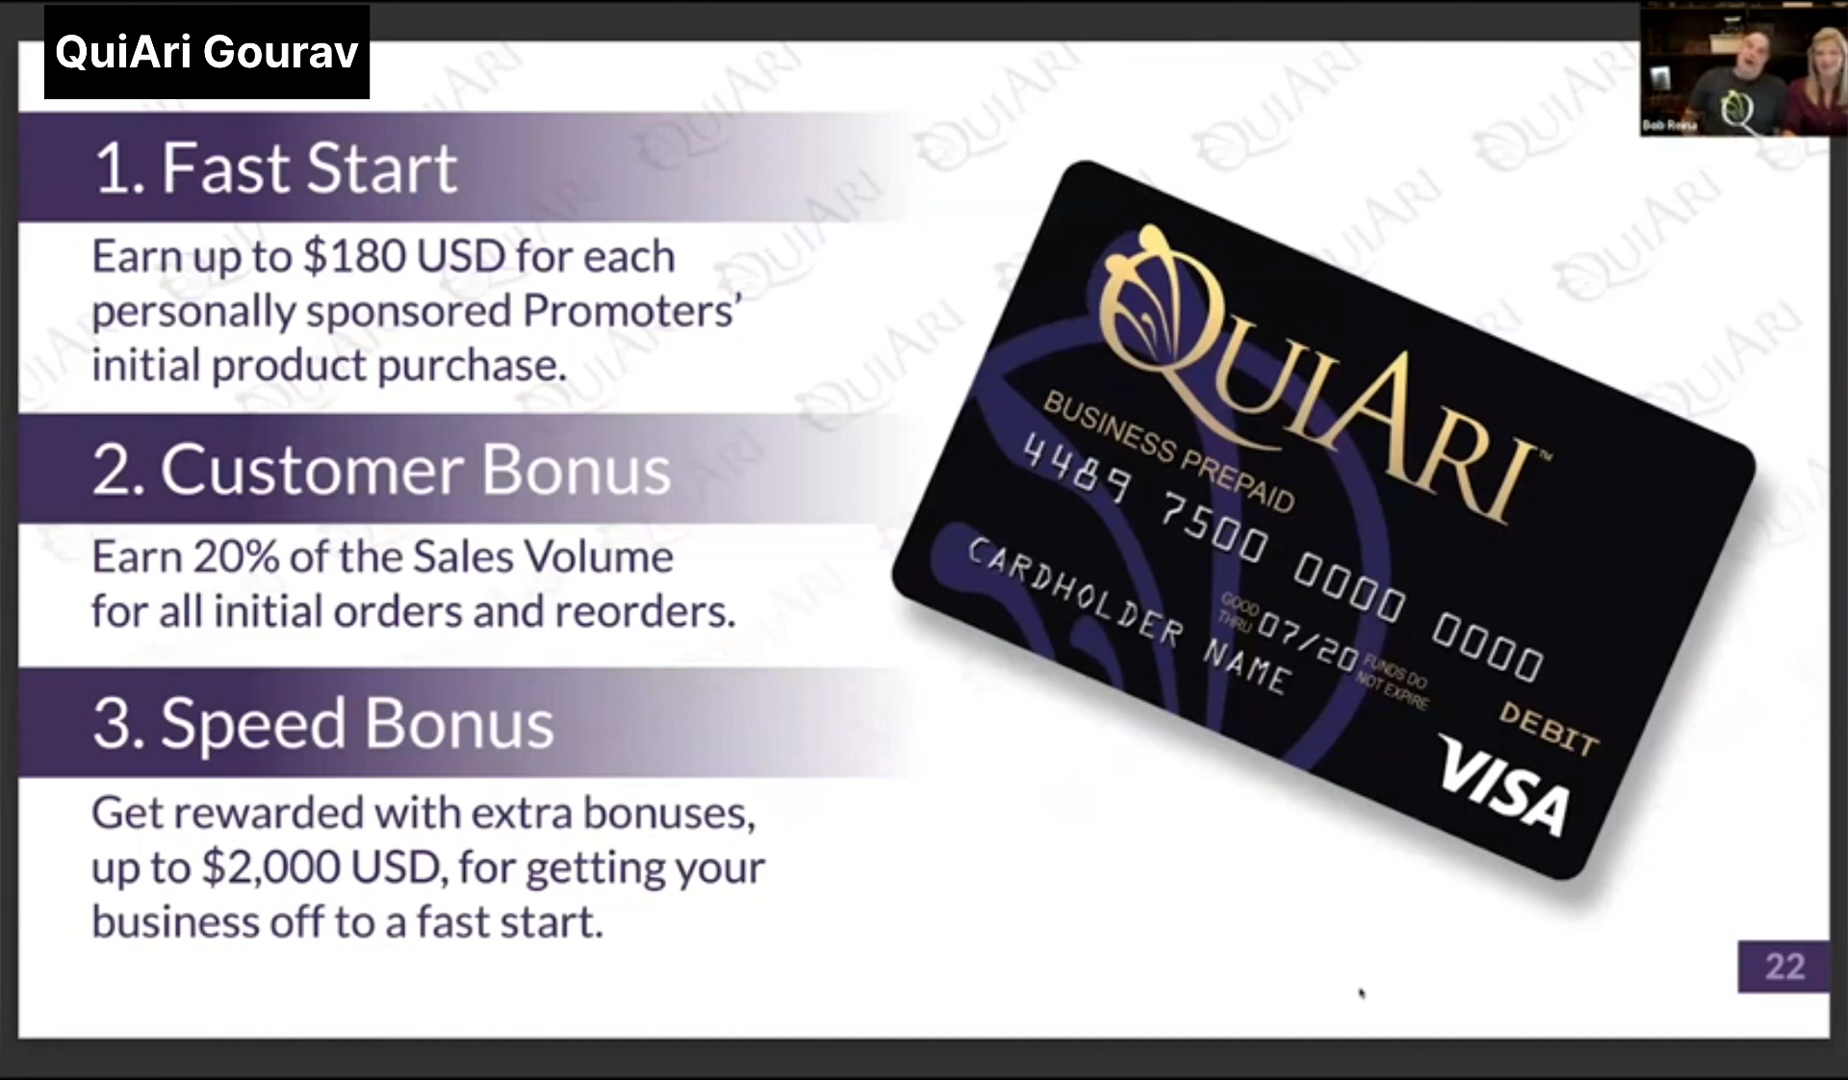 QuiAri Gourav
Bob Reina
1. Fast Start
Earn up to $180 USD for each
personally sponsored Promoters’
initial product purchase.
2. Customer Bonus
Earn 20% of the Sales Volume
for all initial orders and reorders.
3. Speed Bonus
Get rewarded with extra bonuses,
up to $2,000 USD, for getting your
business off to a fast start.
QUIARI™
BUSINESS PREPAID
4489 7500 0000 0000
GOOD THRU 07/20 FUNDS DO NOT EXPIRE
CARDHOLDER NAME
DEBIT
VISA
22